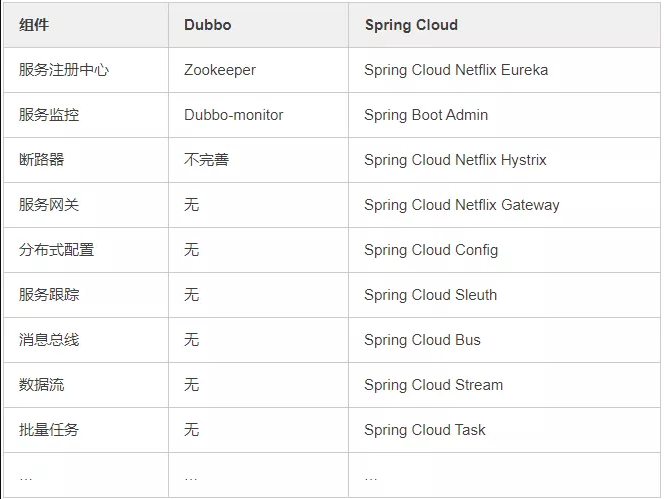 组件 Dubbo Spring Cloud
服务注册中心 Zookeeper Spring Cloud Netflix Eureka
服务监控 Dubbo-monitor Spring Boot Admin
断路器 不完善 Spring Cloud Netflix Hystrix
服务网关 无 Spring Cloud Netflix Gateway
分布式配置 无 Spring Cloud Config
服务跟踪 无 Spring Cloud Sleuth
消息总线 无 Spring Cloud Bus
数据流 无 Spring Cloud Stream
批量任务 无 Spring Cloud Task
… … …